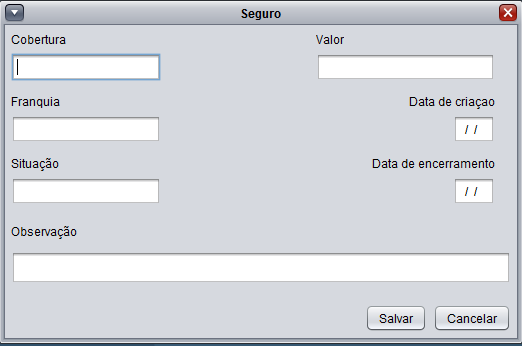 Seguro
Cobertura Valor
Franquia Data de criaçao
/ /
Situação Data de encerramento
/ /
Observação
Salvar Cancelar